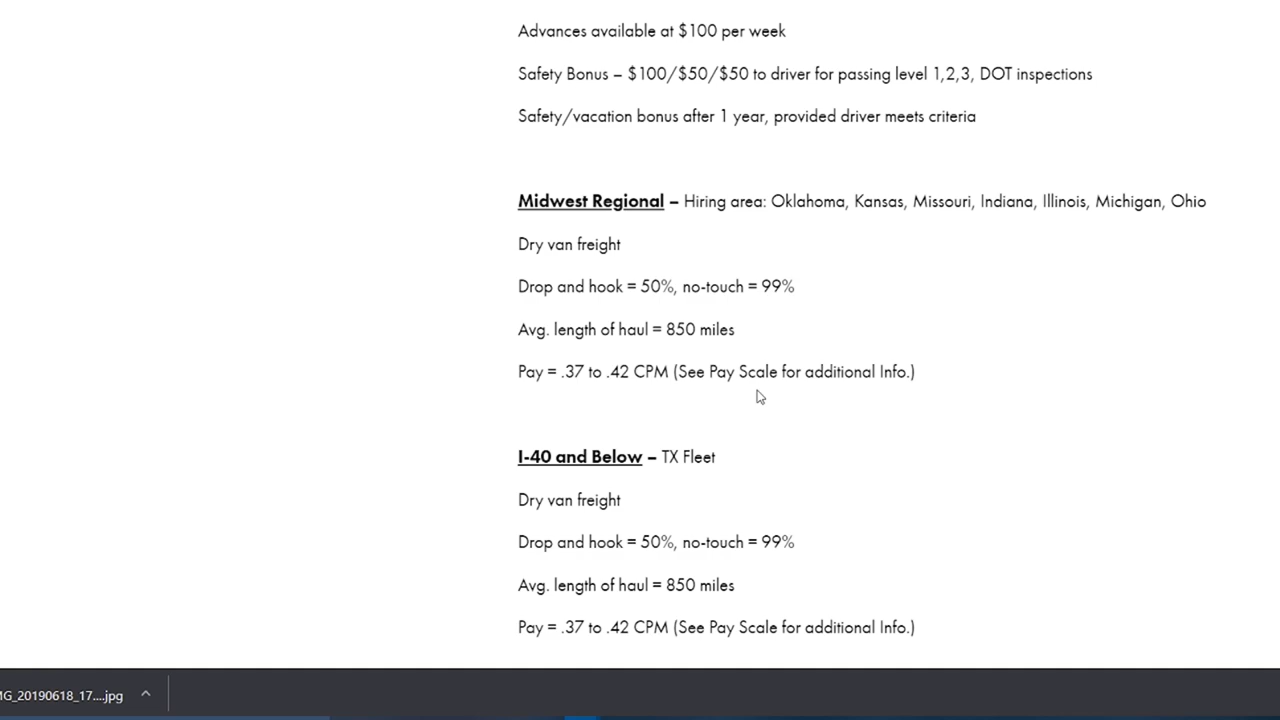 Advances available at $100 per week
Safety Bonus – $100/$50/$50 to driver for passing level 1,2,3, DOT inspections
Safety/vacation bonus after 1 year, provided driver meets criteria
Midwest Regional – Hiring area: Oklahoma, Kansas, Missouri, Indiana, Illinois, Michigan, Ohio
Dry van freight
Drop and hook = 50%, no-touch = 99%
Avg. length of haul = 850 miles
Pay = .37 to .42 CPM (See Pay Scale for additional Info.)
I-40 and Below – TX Fleet
Dry van freight
Drop and hook = 50%, no-touch = 99%
Avg. length of haul = 850 miles
Pay = .37 to .42 CPM (See Pay Scale for additional Info.)
MG_20190618_17....jpg